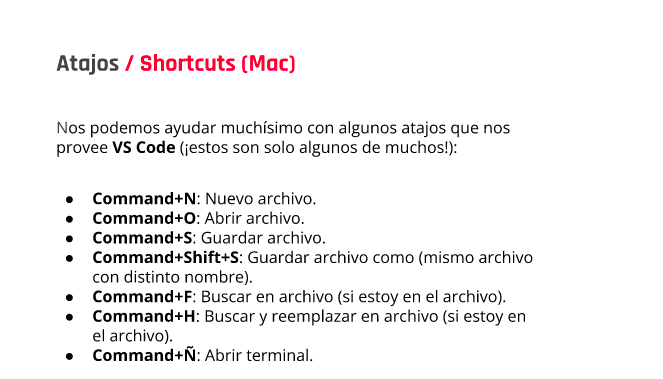 Atajos / Shortcuts (Mac)
Nos podemos ayudar muchísimo con algunos atajos que nos
provee VS Code (¡estos son solo algunos de muchos!):
● Command+N: Nuevo archivo.
● Command+O: Abrir archivo.
● Command+S: Guardar archivo.
● Command+Shift+S: Guardar archivo como (mismo archivo
con distinto nombre).
● Command+F: Buscar en archivo (si estoy en el archivo).
● Command+H: Buscar y reemplazar en archivo (si estoy en
el archivo).
● Command+Ñ: Abrir terminal.